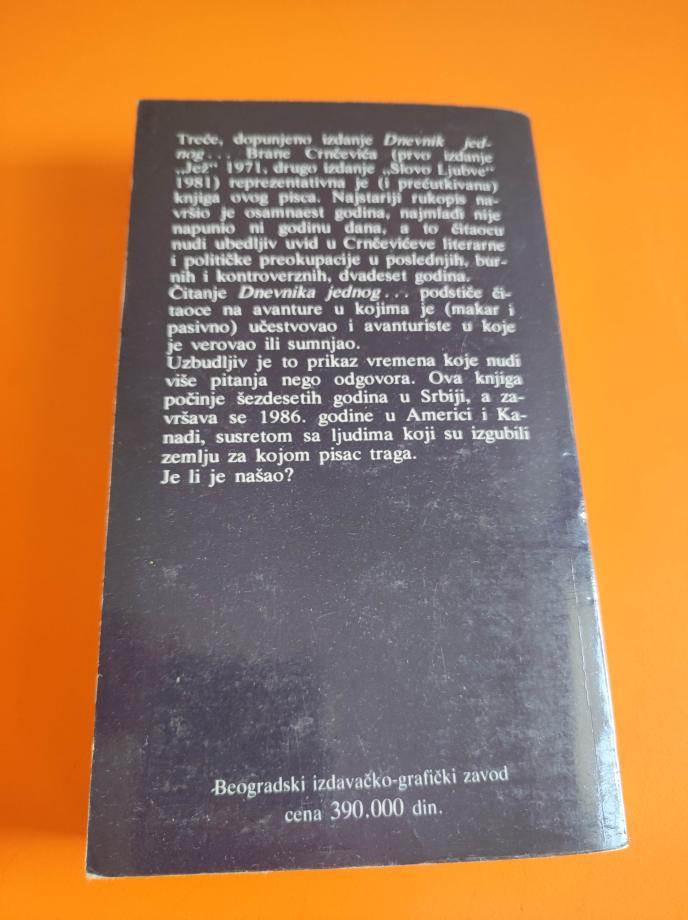 Treće, dopunjeno izdanje Dnevnik jed-
nog... Brane Crnčevića (prvo izdanje
„Jež“ 1971, drugo izdanje „Slovo Ljubve“
1981) reprezentativna je (i prećutkivana)
knjiga ovog pisca. Najstariji rukopis na-
vršio je osamnaest godina, najmlađi nije
napunio ni godinu dana, a to čitaocu
nudi ubedljiv uvid u Crnčevićeve literarne
i političke preokupacije u poslednjih, bur-
nih i kontroverznih, dvadeset godina.
Čitanje Dnevnika jednog... podstiče či-
taoce na avanture u kojima je (makar i
pasivno) učestvovao i avanturiste u koje
je verovao ili sumnjao.
Uzbudljiv je to prikaz vremena koje nudi
više pitanja nego odgovora. Ova knjiga
počinje šezdesetih godina u Srbiji, a za-
vršava se 1986. godine u Americi i Ka-
nadi, susretom sa ljudima koji su izgubili
zemlju za kojom pisac traga.
Je li je našao?
Beogradski izdavačko-grafički zavod
cena 390.000 din.